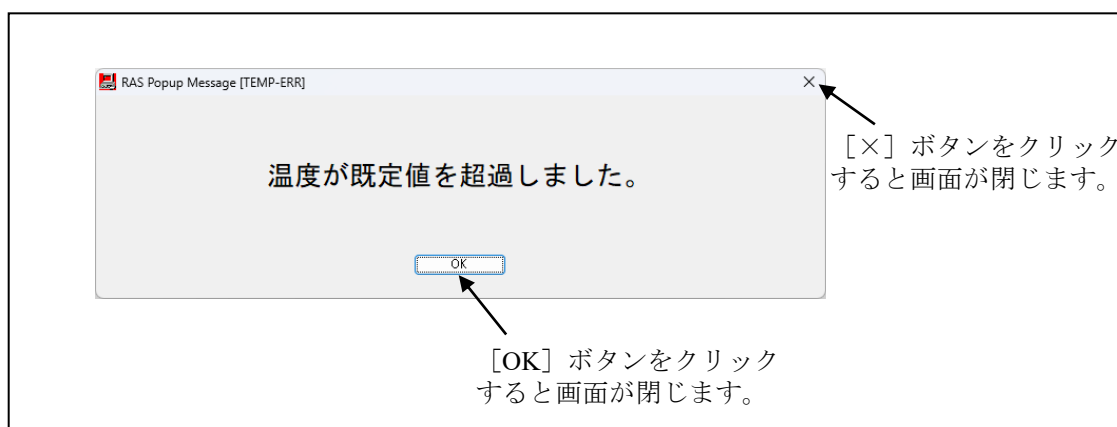 RAS Popup Message [TEMP-ERR]
温度が既定値を超過しました。
OK
［×］ボタンをクリック
すると画面が閉じます。
［OK］ボタンをクリック
すると画面が閉じます。